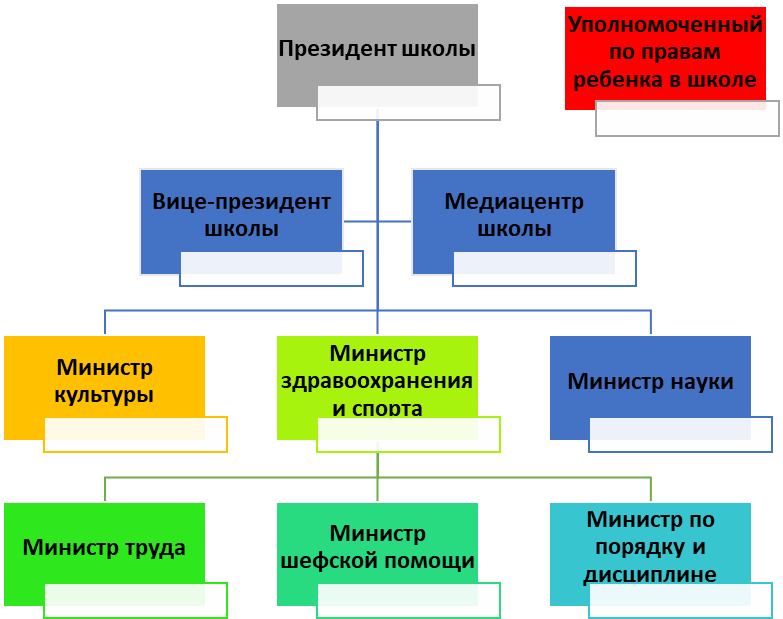 Президент школы
Уполномоченный
по правам
ребенка в школе
Вице-президент
школы
Медиацентр
школы
Министр
культуры
Министр
здравоохранения
и спорта
Министр науки
Министр труда
Министр
шефской помощи
Министр по
порядку и
дисциплине